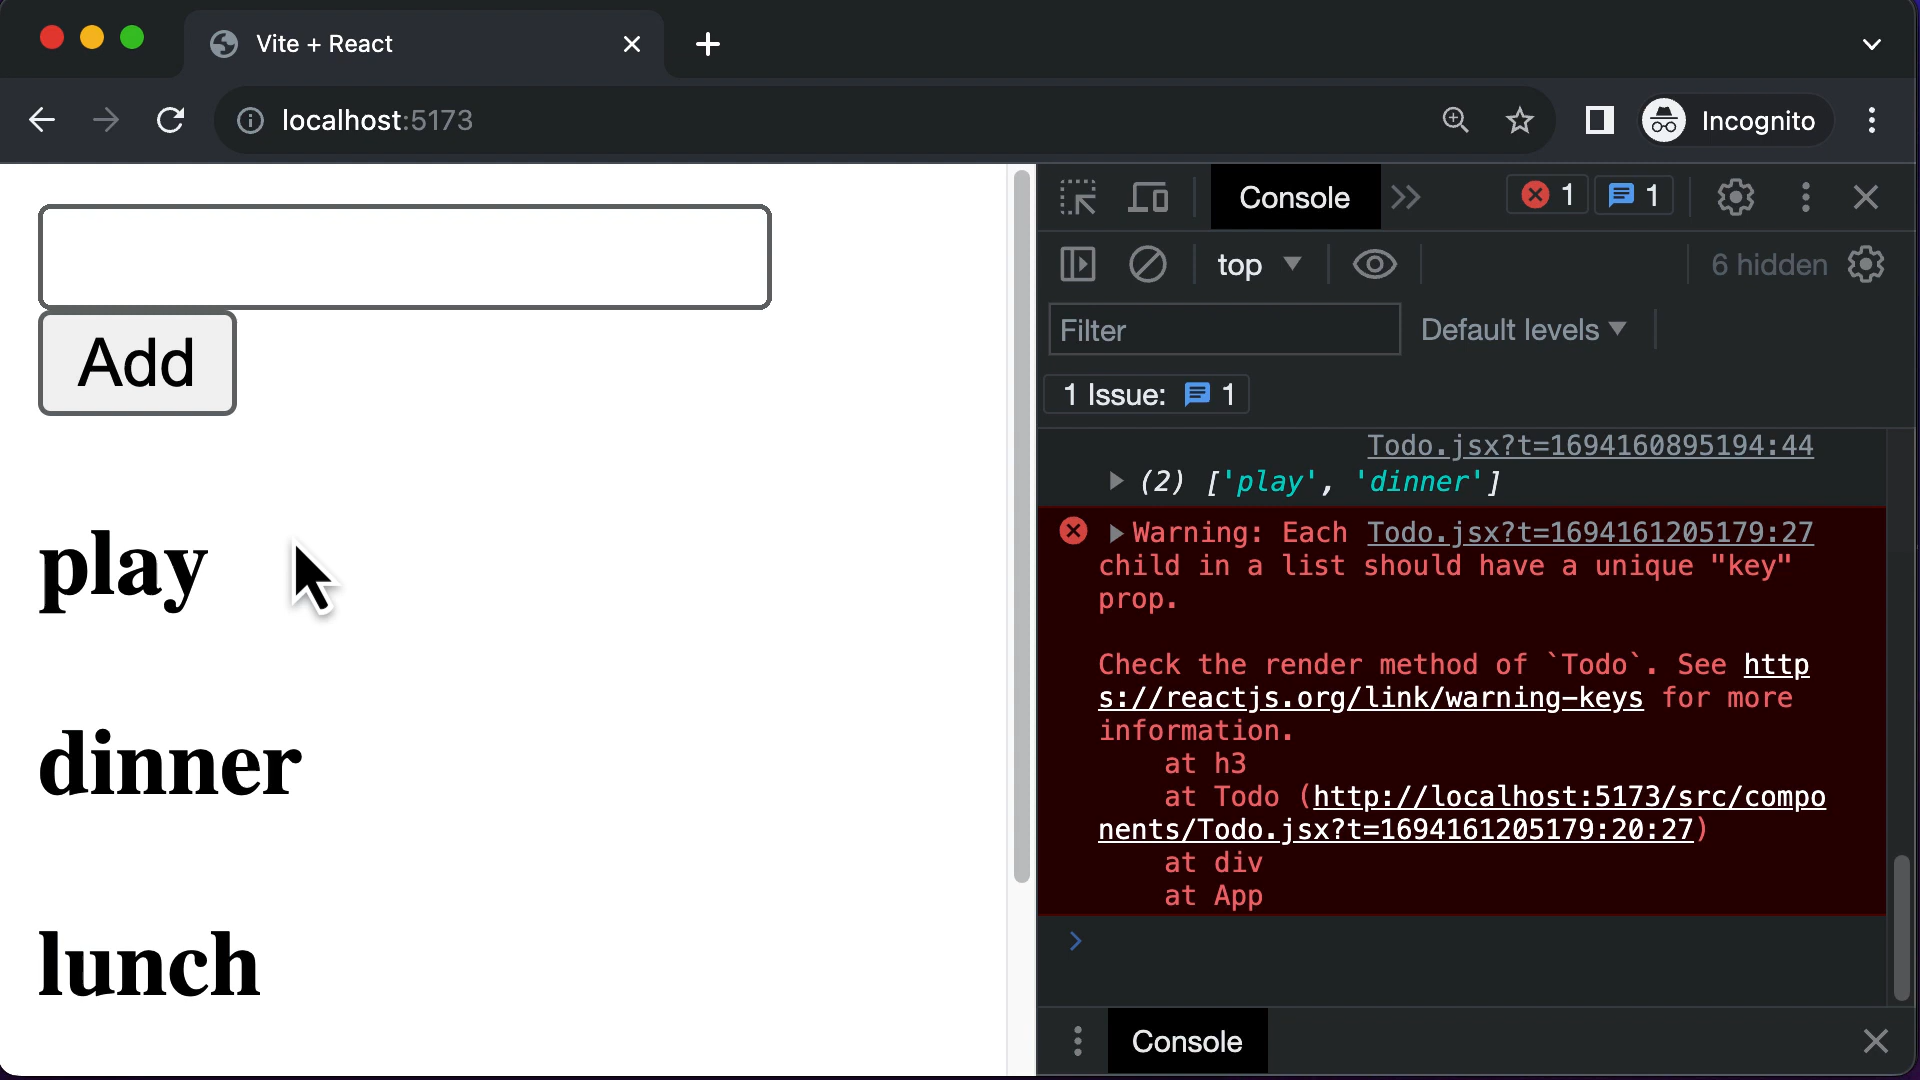 Vite + React
localhost:5173
Incognito
Add
play
dinner
lunch
Console
1
1
top
6 hidden
Filter
Default levels
1 Issue:
1
Todo.jsx?t=1694160895194:44
(2) ['play', 'dinner']
Warning: Each Todo.jsx?t=1694161205179:27
child in a list should have a unique "key"
prop.
Check the render method of `Todo`. See http
s://reactjs.org/link/warning-keys for more
information.
at h3
at Todo (http://localhost:5173/src/compo
nents/Todo.jsx?t=1694161205179:20:27)
at div
at App
Console